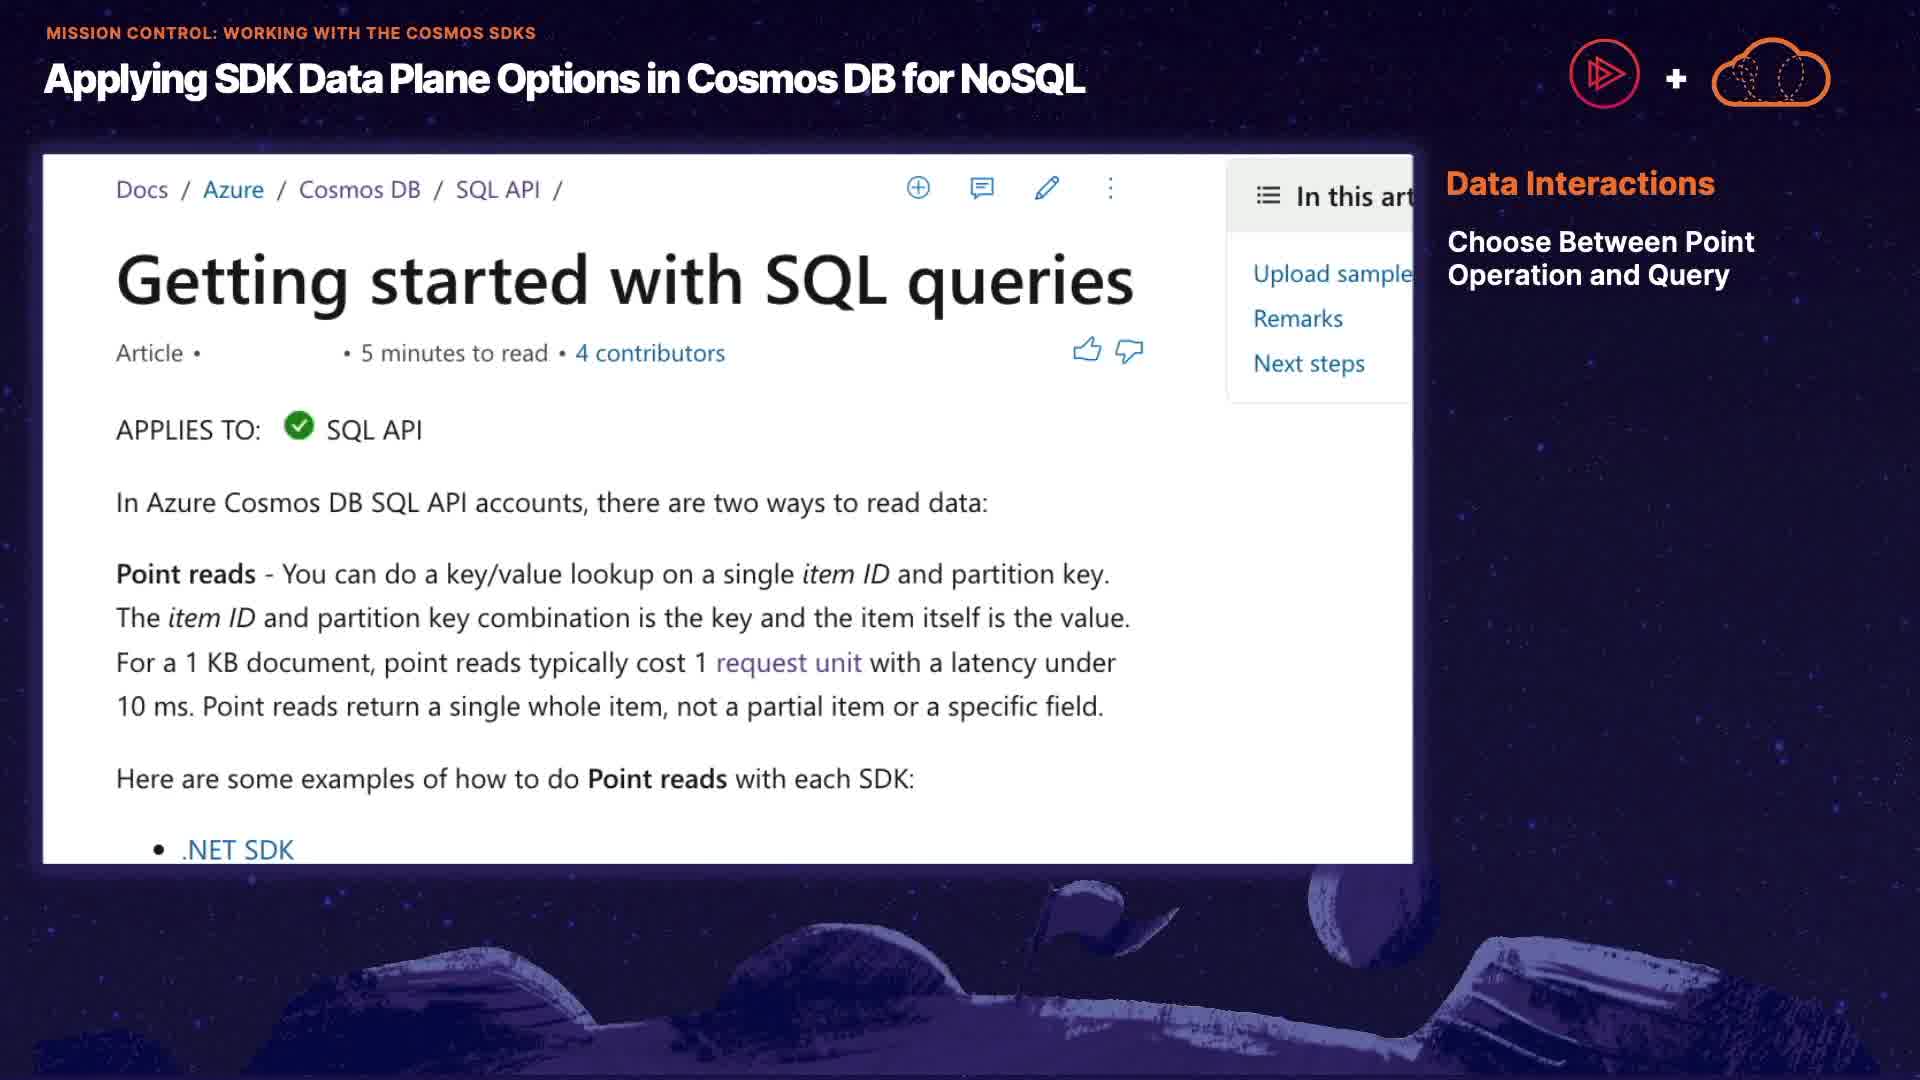 MISSION CONTROL: WORKING WITH THE COSMOS SDKS
Applying SDK Data Plane Options in Cosmos DB for NoSQL
Docs / Azure / Cosmos DB / SQL API /
In this art
Getting started with SQL queries
Article •
• 5 minutes to read • 4 contributors
Upload sample
Remarks
Next steps
APPLIES TO: SQL API
In Azure Cosmos DB SQL API accounts, there are two ways to read data:
Point reads - You can do a key/value lookup on a single item ID and partition key.
The item ID and partition key combination is the key and the item itself is the value.
For a 1 KB document, point reads typically cost 1 request unit with a latency under
10 ms. Point reads return a single whole item, not a partial item or a specific field.
Here are some examples of how to do Point reads with each SDK:
• .NET SDK
Data Interactions
Choose Between Point
Operation and Query